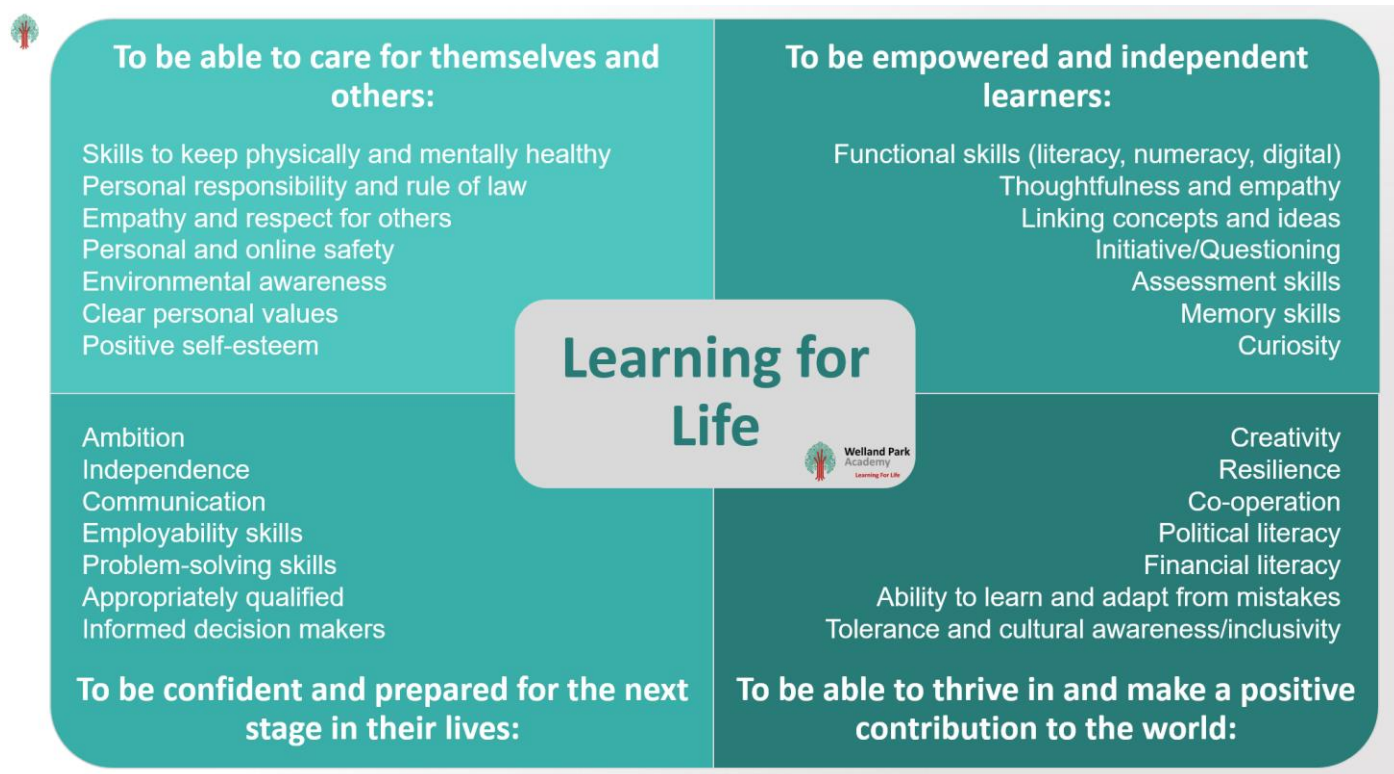 To be able to care for themselves and
others:
Skills to keep physically and mentally healthy
Personal responsibility and rule of law
Empathy and respect for others
Personal and online safety
Environmental awareness
Clear personal values
Positive self-esteem
To be empowered and independent
learners:
Functional skills (literacy, numeracy, digital)
Thoughtfulness and empathy
Linking concepts and ideas
Initiative/Questioning
Assessment skills
Memory skills
Curiosity
Learning for
Life
Welland Park
Academy
Learning For Life
Ambition
Independence
Communication
Employability skills
Problem-solving skills
Appropriately qualified
Informed decision makers
To be confident and prepared for the next
stage in their lives:
Creativity
Resilience
Co-operation
Political literacy
Financial literacy
Ability to learn and adapt from mistakes
Tolerance and cultural awareness/inclusivity
To be able to thrive in and make a positive
contribution to the world: